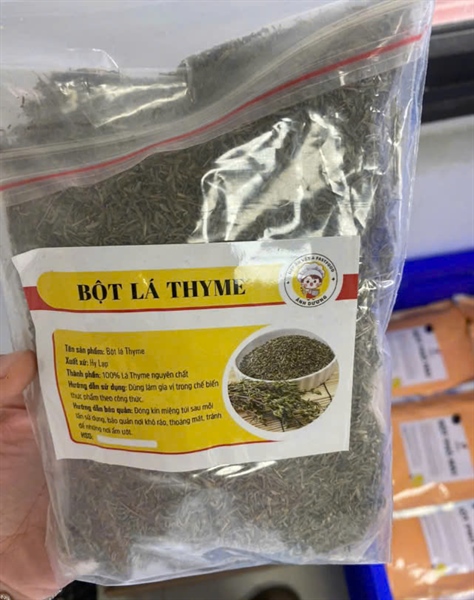 BỘT LÁ THYME
ÁNH DƯƠNG
Tên sản phẩm: Bột lá Thyme
Xuất xứ: Hy Lạp
Thành phần: 100% Lá Thyme nguyên chất
Hướng dẫn sử dụng: Dùng làm gia vị trong chế biến
thực phẩm theo công thức.
Hướng dẫn bảo quản: Đóng kín miệng túi sau mỗi
lần sử dụng, bảo quản nơi khô ráo, thoáng mát, tránh
để những nơi ẩm ướt.
HSD: